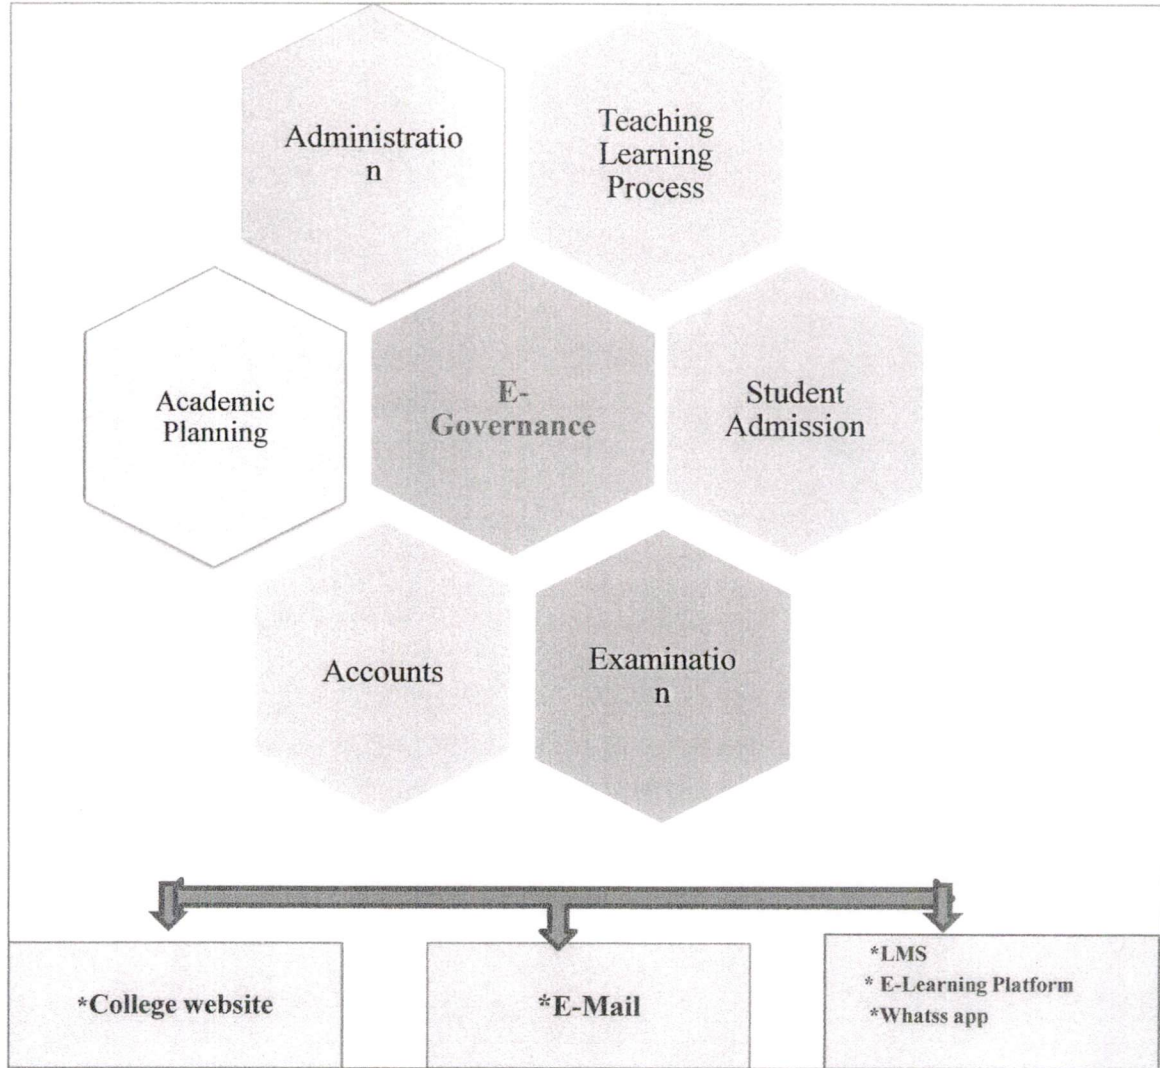 Administratio
n
Teaching
Learning
Process
Academic
Planning
E-
Governance
Student
Admission
Accounts
Examinatio
n
*College website
*E-Mail
*LMS
* E-Learning Platform
*Whatss app